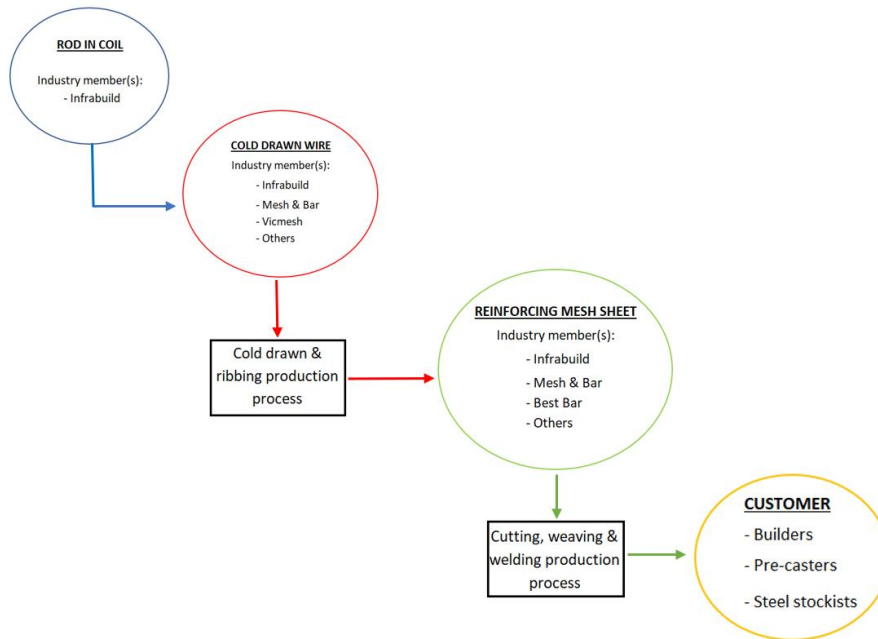 ROD IN COIL
Industry member(s):
- Infrabuild
COLD DRAWN WIRE
Industry member(s):
- Infrabuild
- Mesh & Bar
- Vicmesh
- Others
Cold drawn &
ribbing production
process
REINFORCING MESH SHEET
Industry member(s):
- Infrabuild
- Mesh & Bar
- Best Bar
- Others
Cutting, weaving &
welding production
process
CUSTOMER
- Builders
- Pre-casters
- Steel stockists